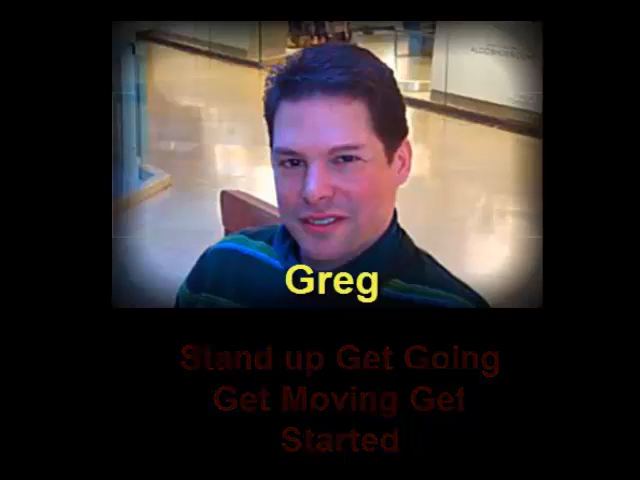 Greg
Stand up Get Going
Get Moving Get
Started